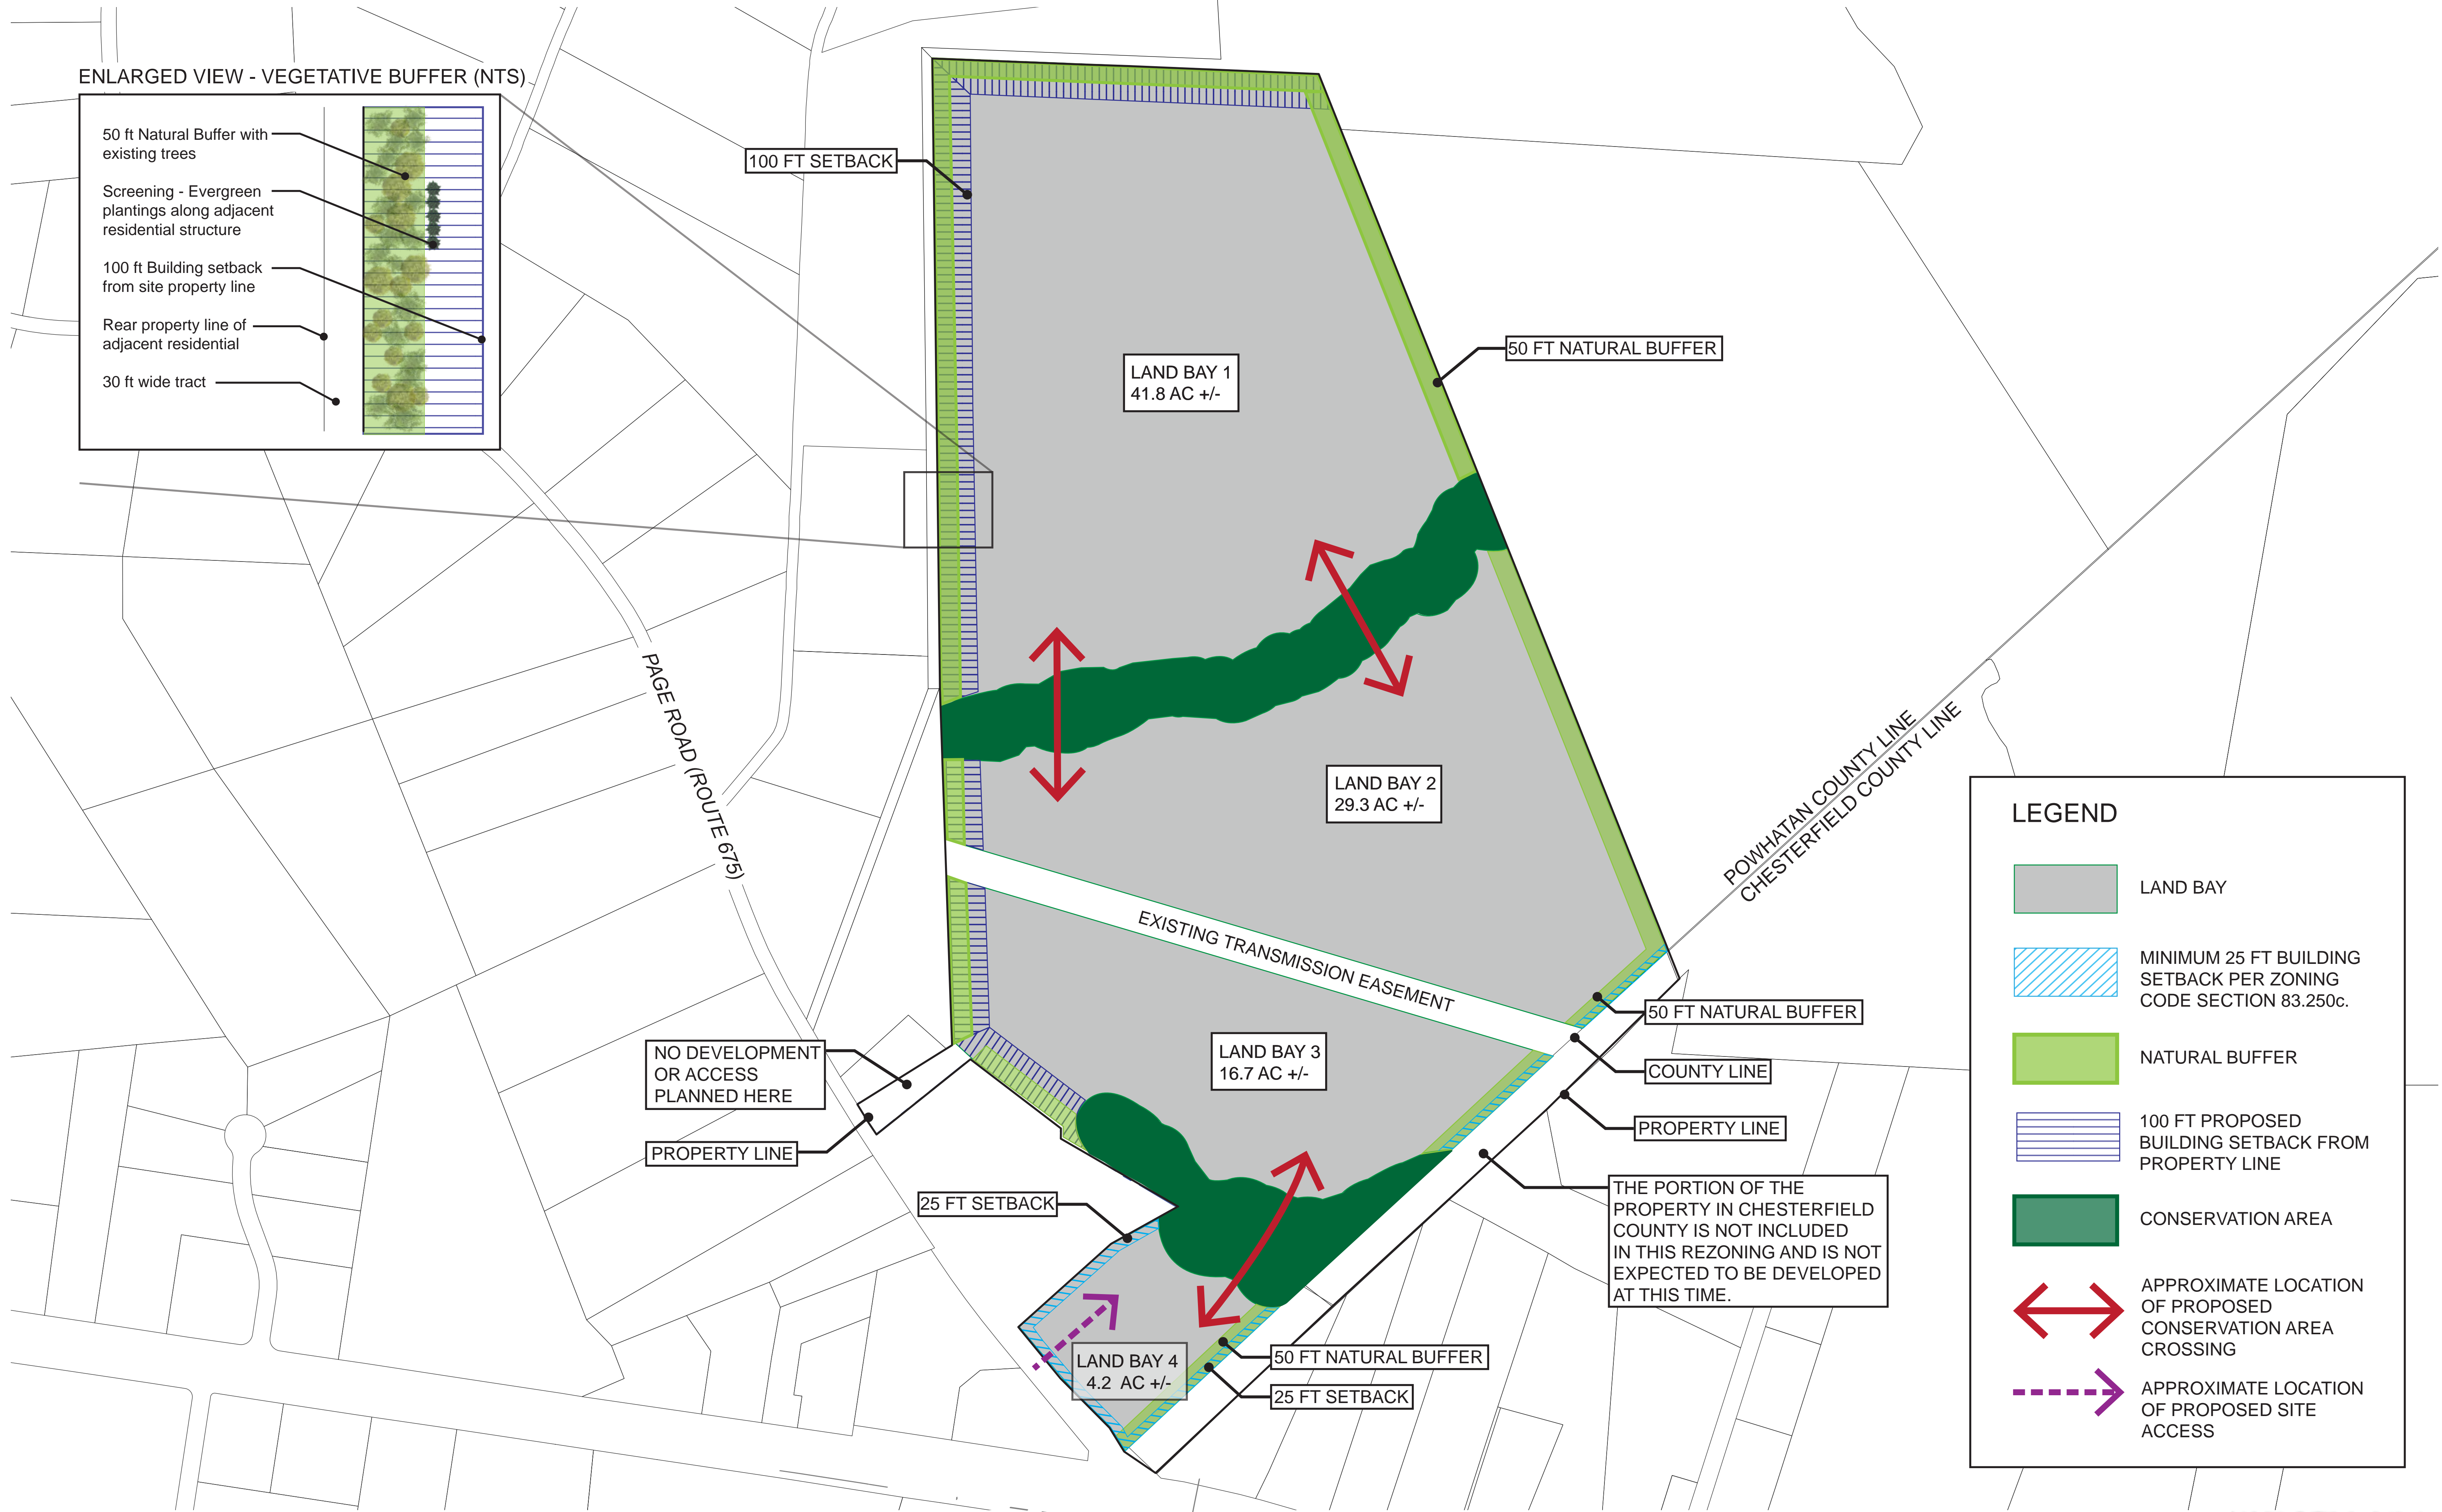 ENLARGED VIEW - VEGETATIVE BUFFER (NTS)
50 ft Natural Buffer with
existing trees
Screening - Evergreen
plantings along adjacent
residential structure
100 ft Building setback
from site property line
Rear property line of
adjacent residential
30 ft wide tract
100 FT SETBACK
50 FT NATURAL BUFFER
LAND BAY 1
41.8 AC +/-
PAGE ROAD (ROUTE 675)
LAND BAY 2
29.3 AC +/-
POWHATAN COUNTY LINE
CHESTERFIELD COUNTY LINE
EXISTING TRANSMISSION EASEMENT
50 FT NATURAL BUFFER
NO DEVELOPMENT
OR ACCESS
PLANNED HERE
LAND BAY 3
16.7 AC +/-
COUNTY LINE
PROPERTY LINE
PROPERTY LINE
25 FT SETBACK
THE PORTION OF THE
PROPERTY IN CHESTERFIELD
COUNTY IS NOT INCLUDED
IN THIS REZONING AND IS NOT
EXPECTED TO BE DEVELOPED
AT THIS TIME.
LAND BAY 4
4.2 AC +/-
50 FT NATURAL BUFFER
25 FT SETBACK
LEGEND
LAND BAY
MINIMUM 25 FT BUILDING
SETBACK PER ZONING
CODE SECTION 83.250c.
NATURAL BUFFER
100 FT PROPOSED
BUILDING SETBACK FROM
PROPERTY LINE
CONSERVATION AREA
APPROXIMATE LOCATION
OF PROPOSED
CONSERVATION AREA
CROSSING
APPROXIMATE LOCATION
OF PROPOSED SITE
ACCESS